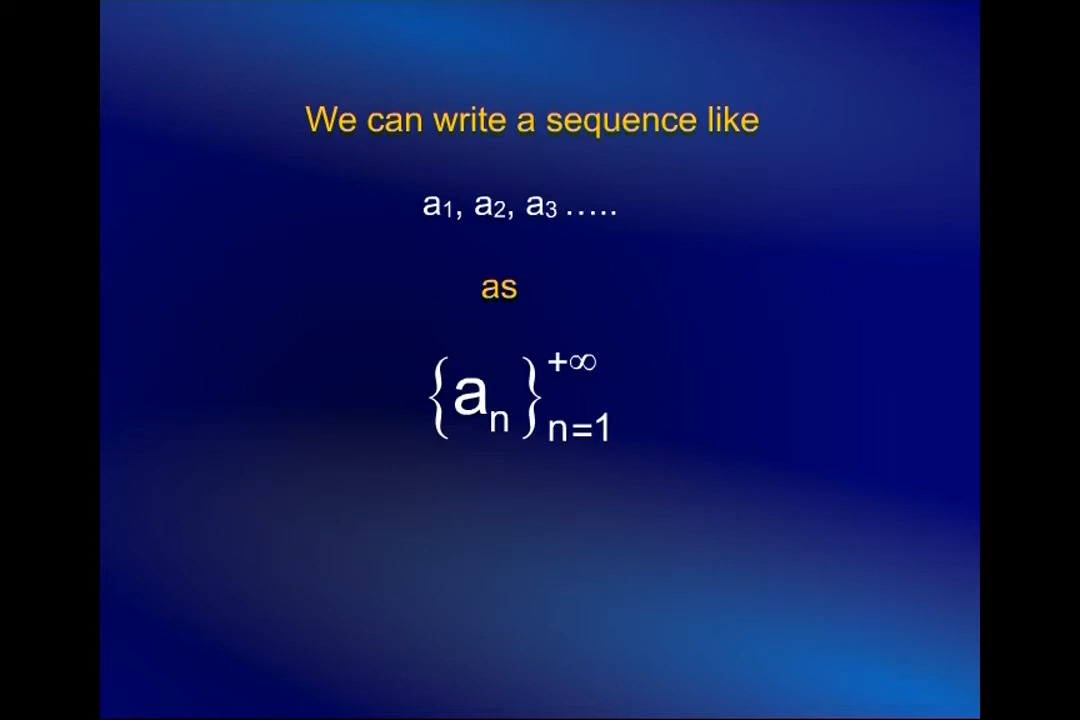 We can write a sequence like
a₁, a₂, a₃ .....
as
{aₙ}
+∞
n=1